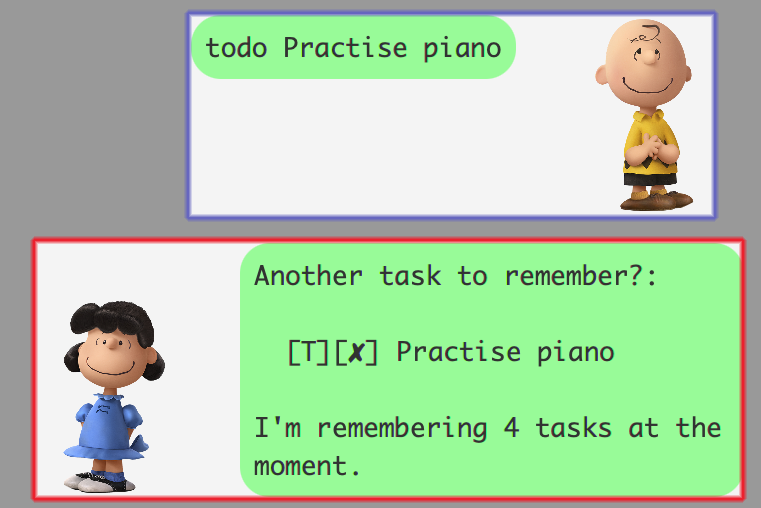 todo Practise piano
Another task to remember?:
[T][✘] Practise piano
I'm remembering 4 tasks at the
moment.